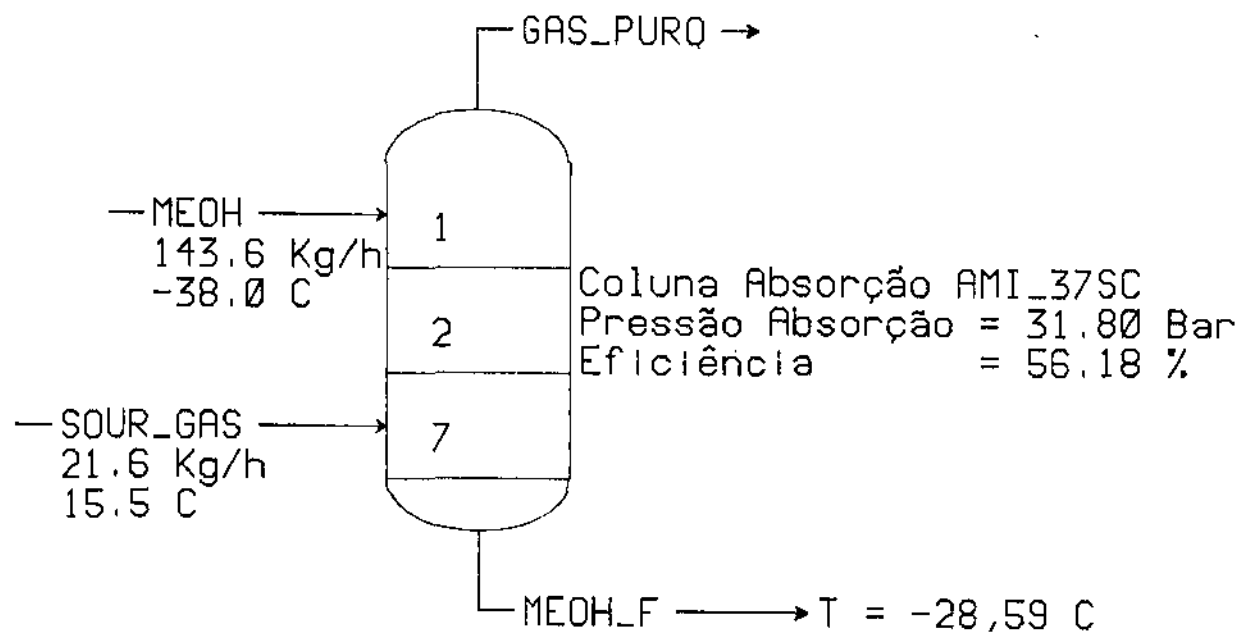 GAS_PURO →
MEOH
143.6 Kg/h
-38.0 C
1
2
Coluna Absorção AMI_37SC
Pressão Absorção = 31.80 Bar
Eficiência = 56.18 %
SOUR_GAS
21.6 Kg/h
15.5 C
7
MEOH_F → T = -28,59 C